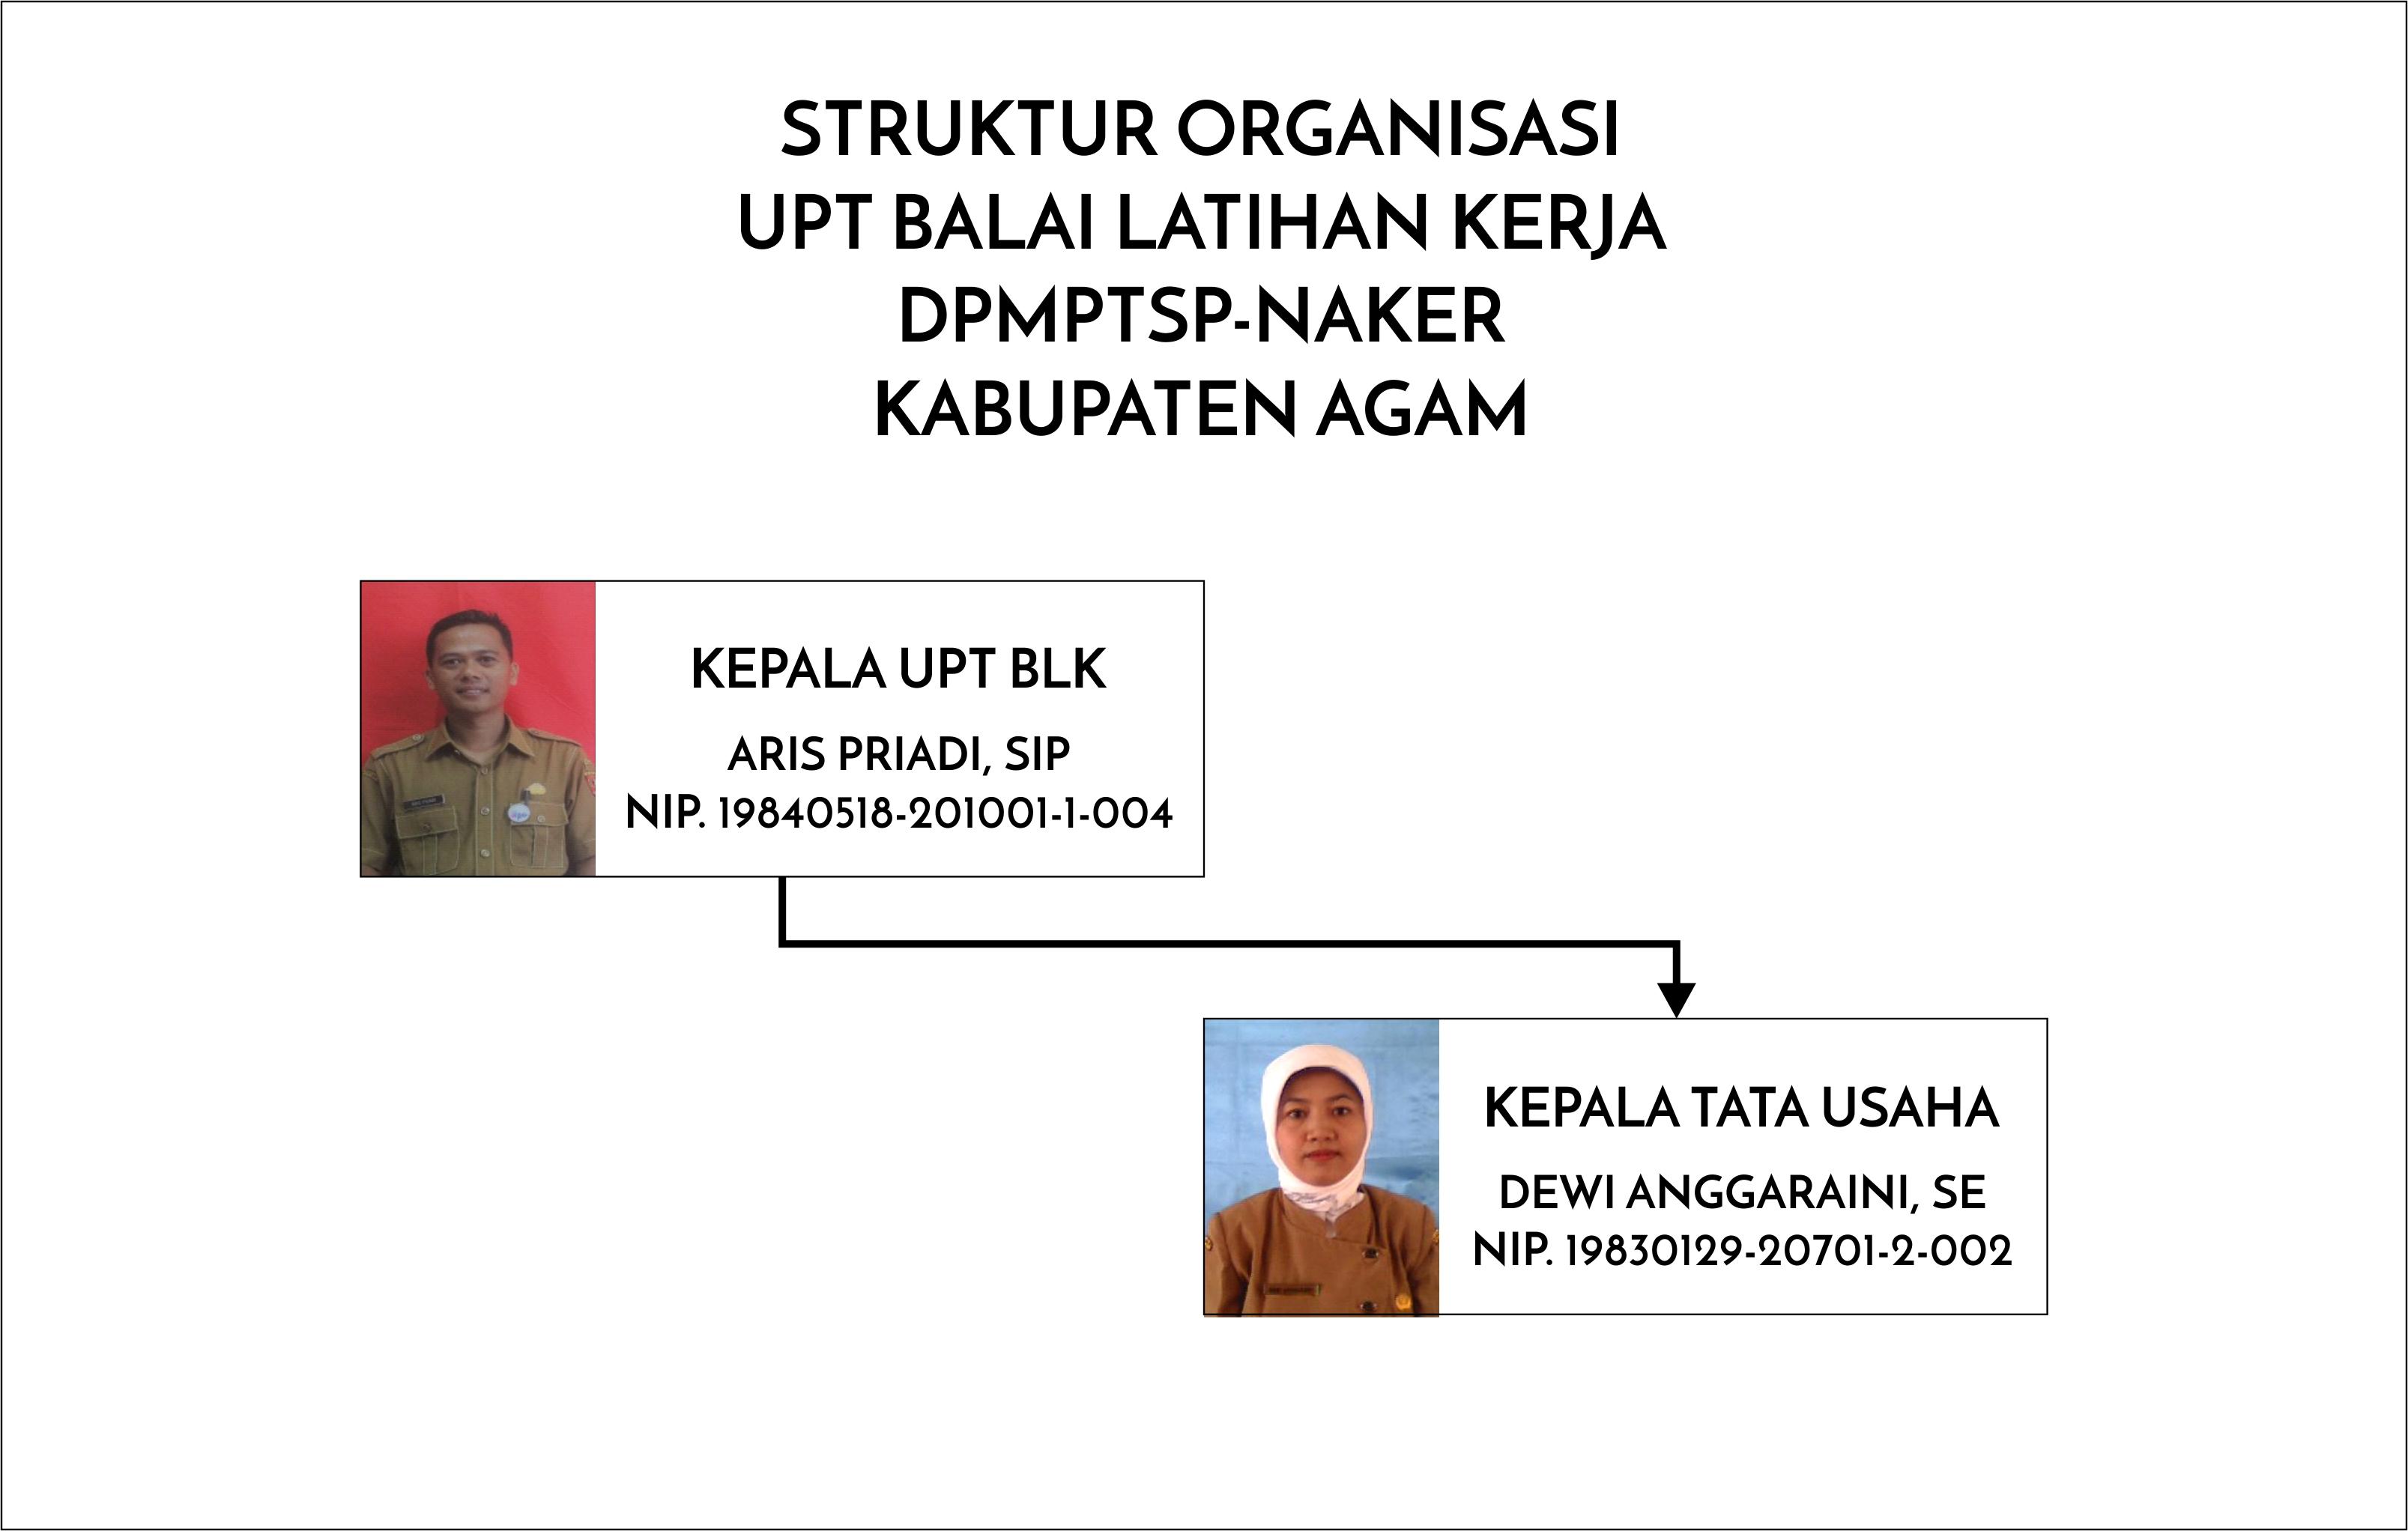 STRUKTUR ORGANISASI
UPT BALAI LATIHAN KERJA
DPMPTSP-NAKER
KABUPATEN AGAM
KEPALA UPT BLK
ARIS PRIADI, SIP
NIP. 19840518-201001-1-004
KEPALA TATA USAHA
DEWI ANGGARAINI, SE
NIP. 19830129-20701-2-002